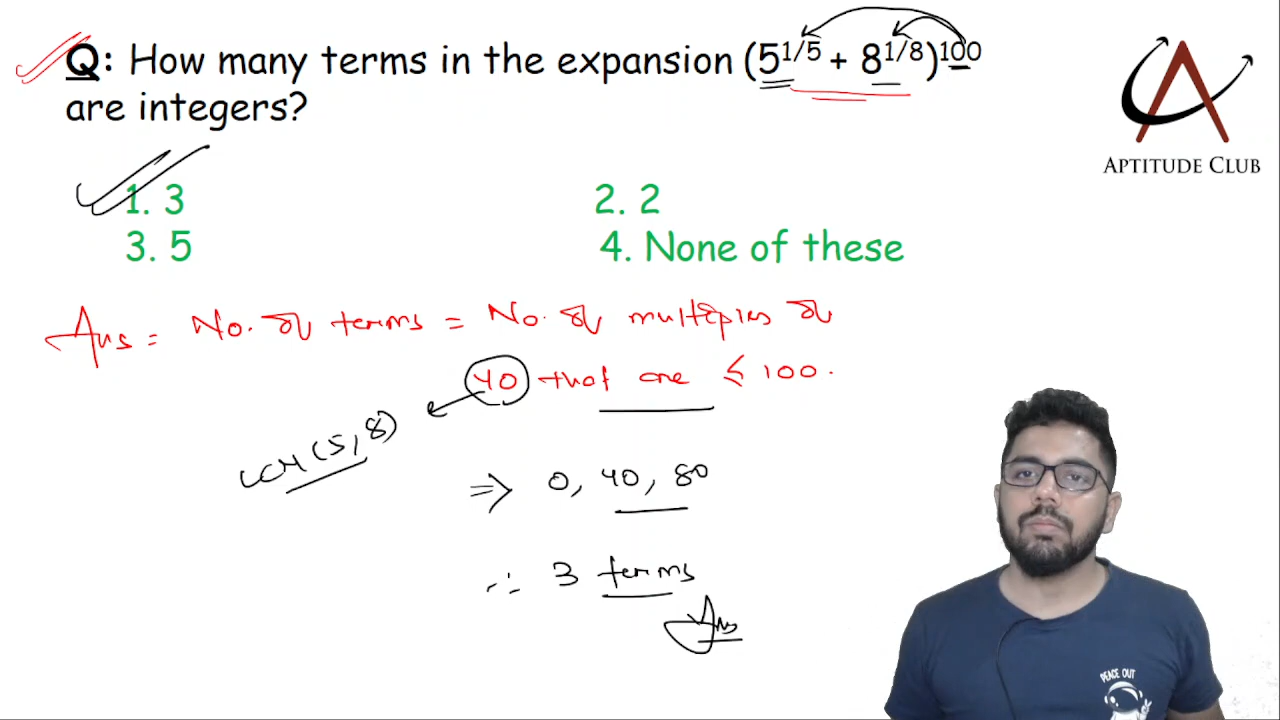 Q: How many terms in the expansion (5^1/5 + 8^1/8)^100
are integers?
APTITUDE CLUB
1. 3
2. 2
3. 5
4. None of these
Ans = No. of terms = No. of multiples of
40 that are ≤ 100.
LCM (5, 8)
⇒ 0, 40, 80
∴ 3 terms
Ans
PEACE OUT